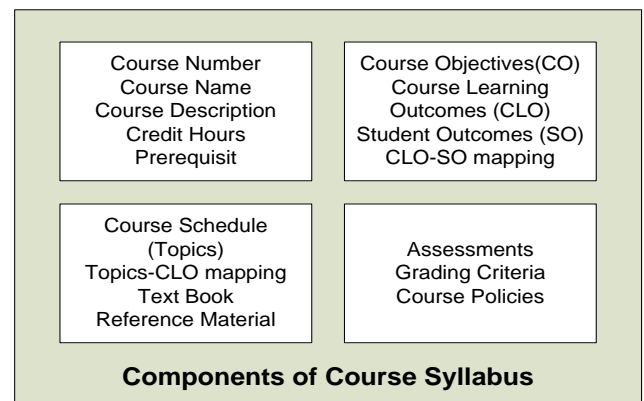 Course Number
Course Name
Course Description
Credit Hours
Prerequisit
Course Objectives(CO)
Course Learning
Outcomes (CLO)
Student Outcomes (SO)
CLO-SO mapping
Course Schedule
(Topics)
Topics-CLO mapping
Text Book
Reference Material
Assessments
Grading Criteria
Course Policies
Components of Course Syllabus